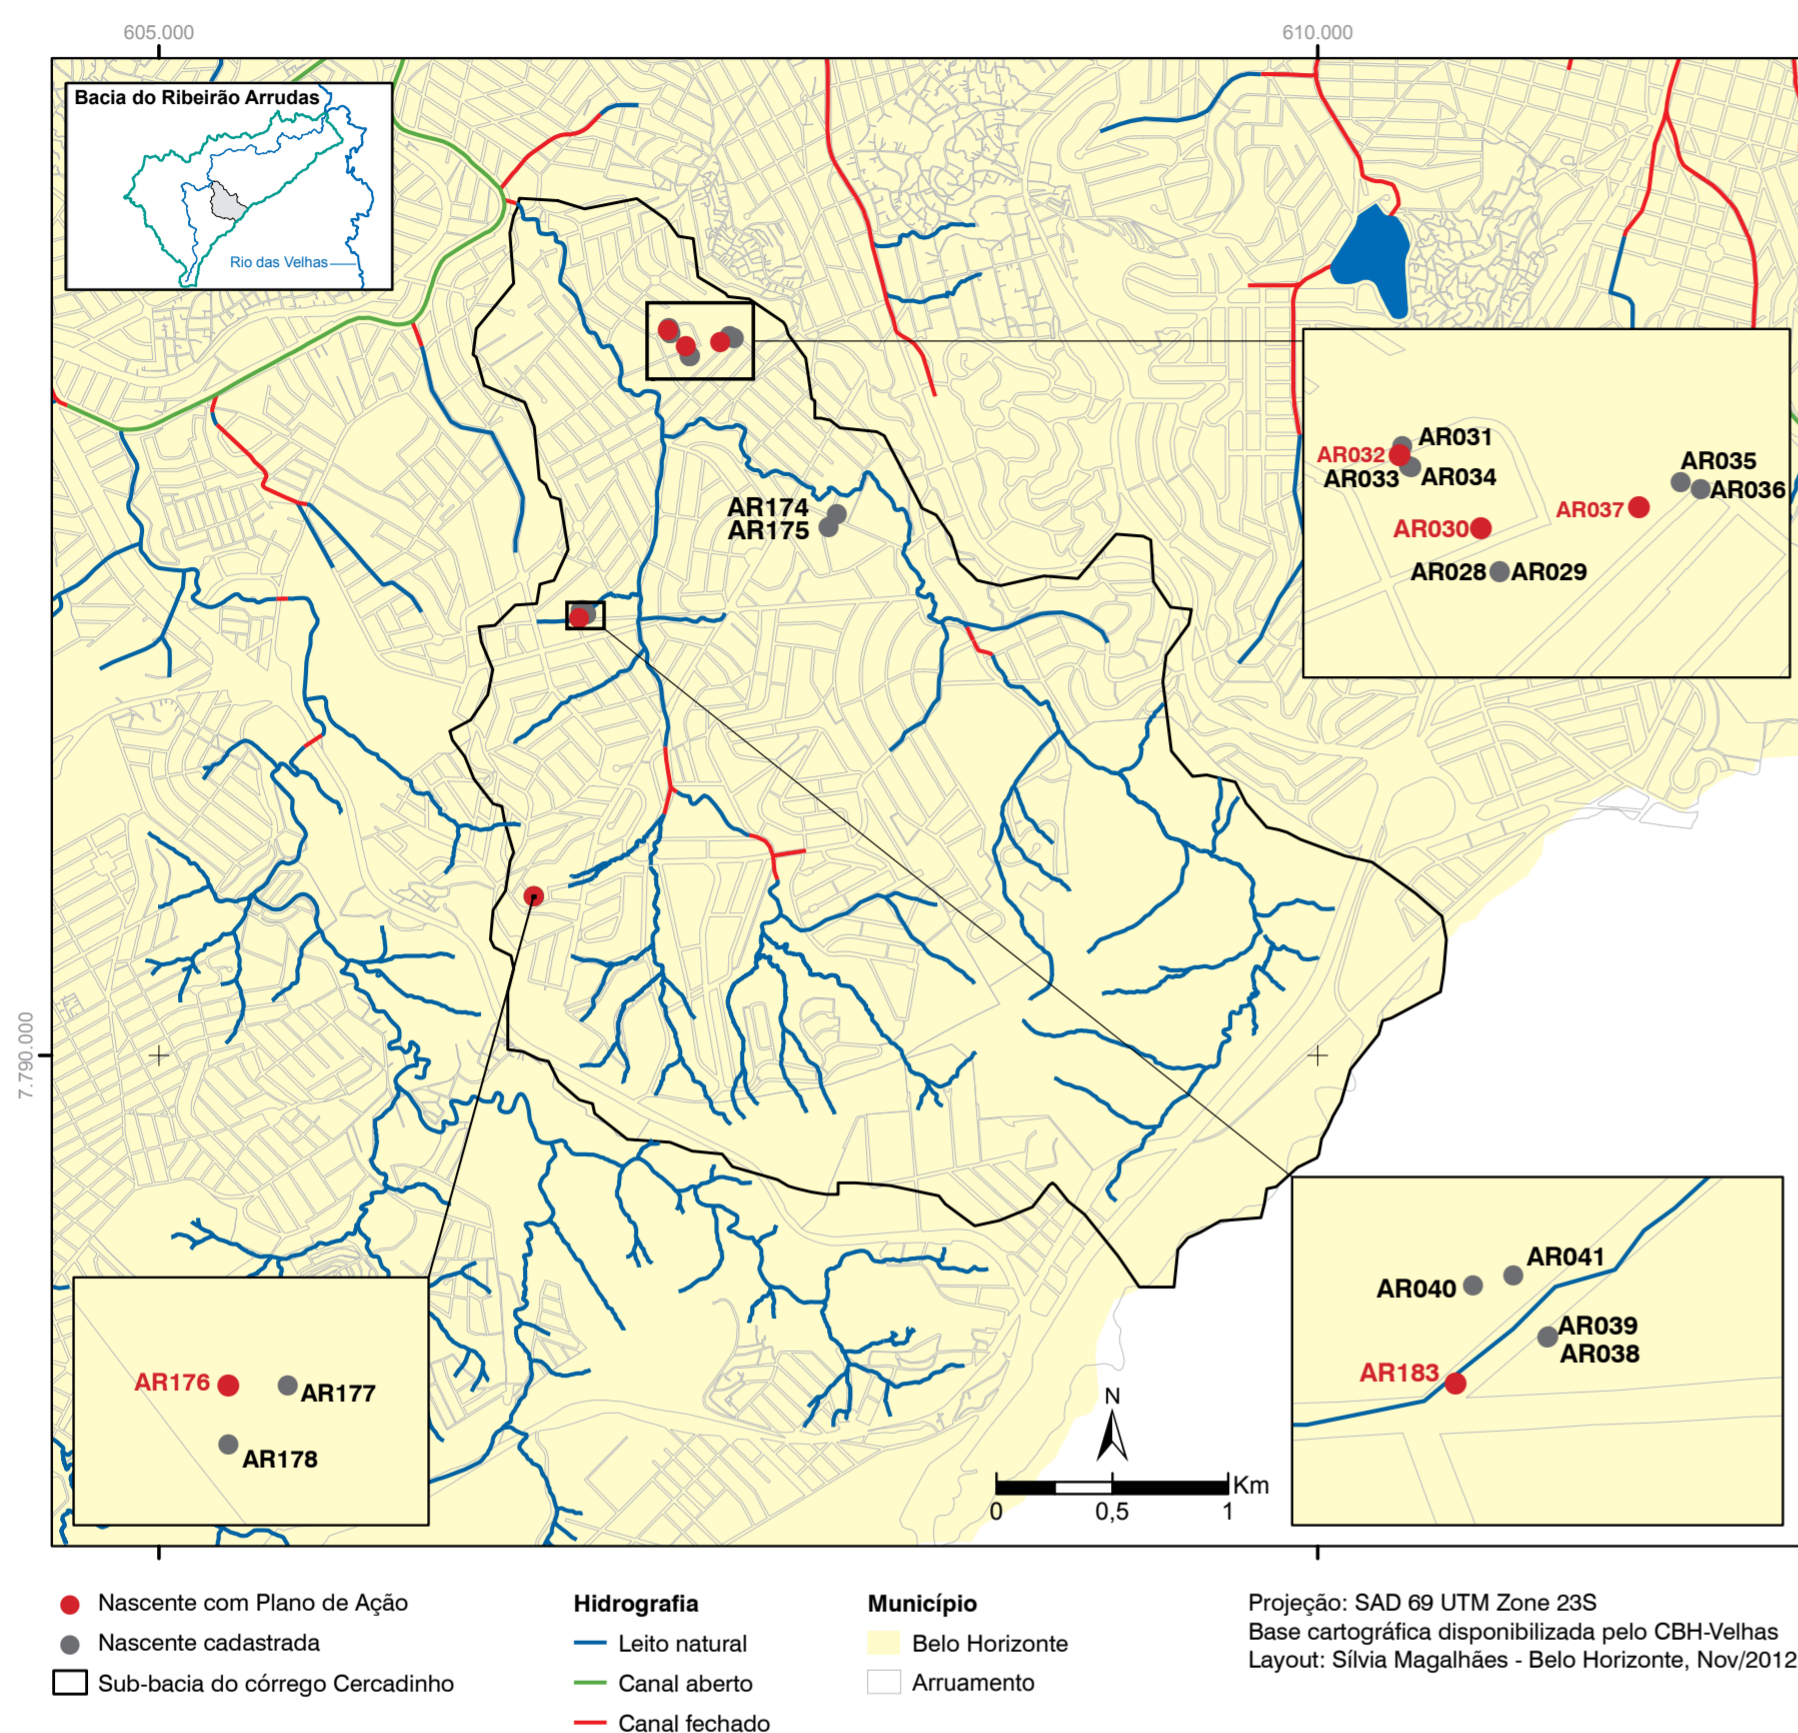 605.000
610.000
Bacia do Ribeirão Arrudas
Rio das Velhas
AR031
AR032
AR033
AR034
AR035
AR036
AR037
AR030
AR028
AR029
AR174
AR175
7.790.000
AR041
AR040
AR039
AR038
AR183
AR176
AR177
AR178
N
Km
0
0,5
1
Nascente com Plano de Ação
Nascente cadastrada
Sub-bacia do córrego Cercadinho
Hidrografia
Leito natural
Canal aberto
Canal fechado
Município
Belo Horizonte
Arruamento
Projeção: SAD 69 UTM Zone 23S
Base cartográfica disponibilizada pelo CBH-Velhas
Layout: Sílvia Magalhães - Belo Horizonte, Nov/2012